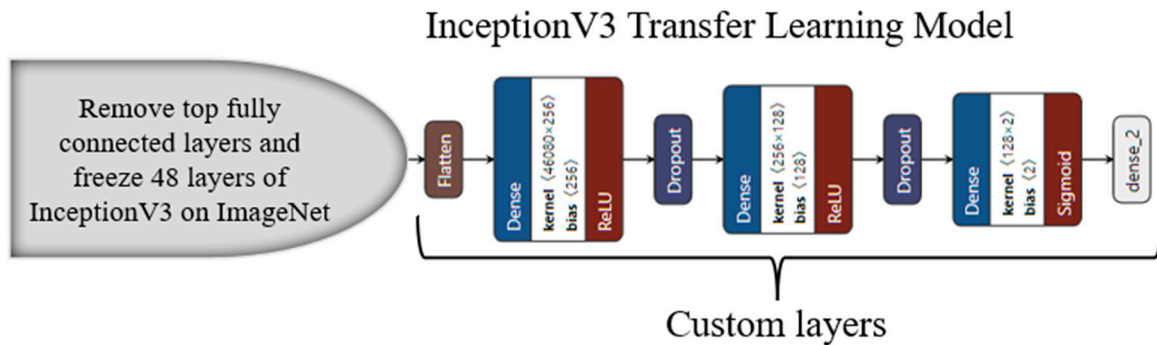 InceptionV3 Transfer Learning Model
Remove top fully
connected layers and
freeze 48 layers of
InceptionV3 on ImageNet
Flatten
Dense
kernel ⟨46080×256⟩
bias ⟨256⟩
ReLU
Dropout
Dense
kernel ⟨256×128⟩
bias ⟨128⟩
ReLU
Dropout
Dense
kernel ⟨128×2⟩
bias ⟨2⟩
Sigmoid
dense_2
Custom layers